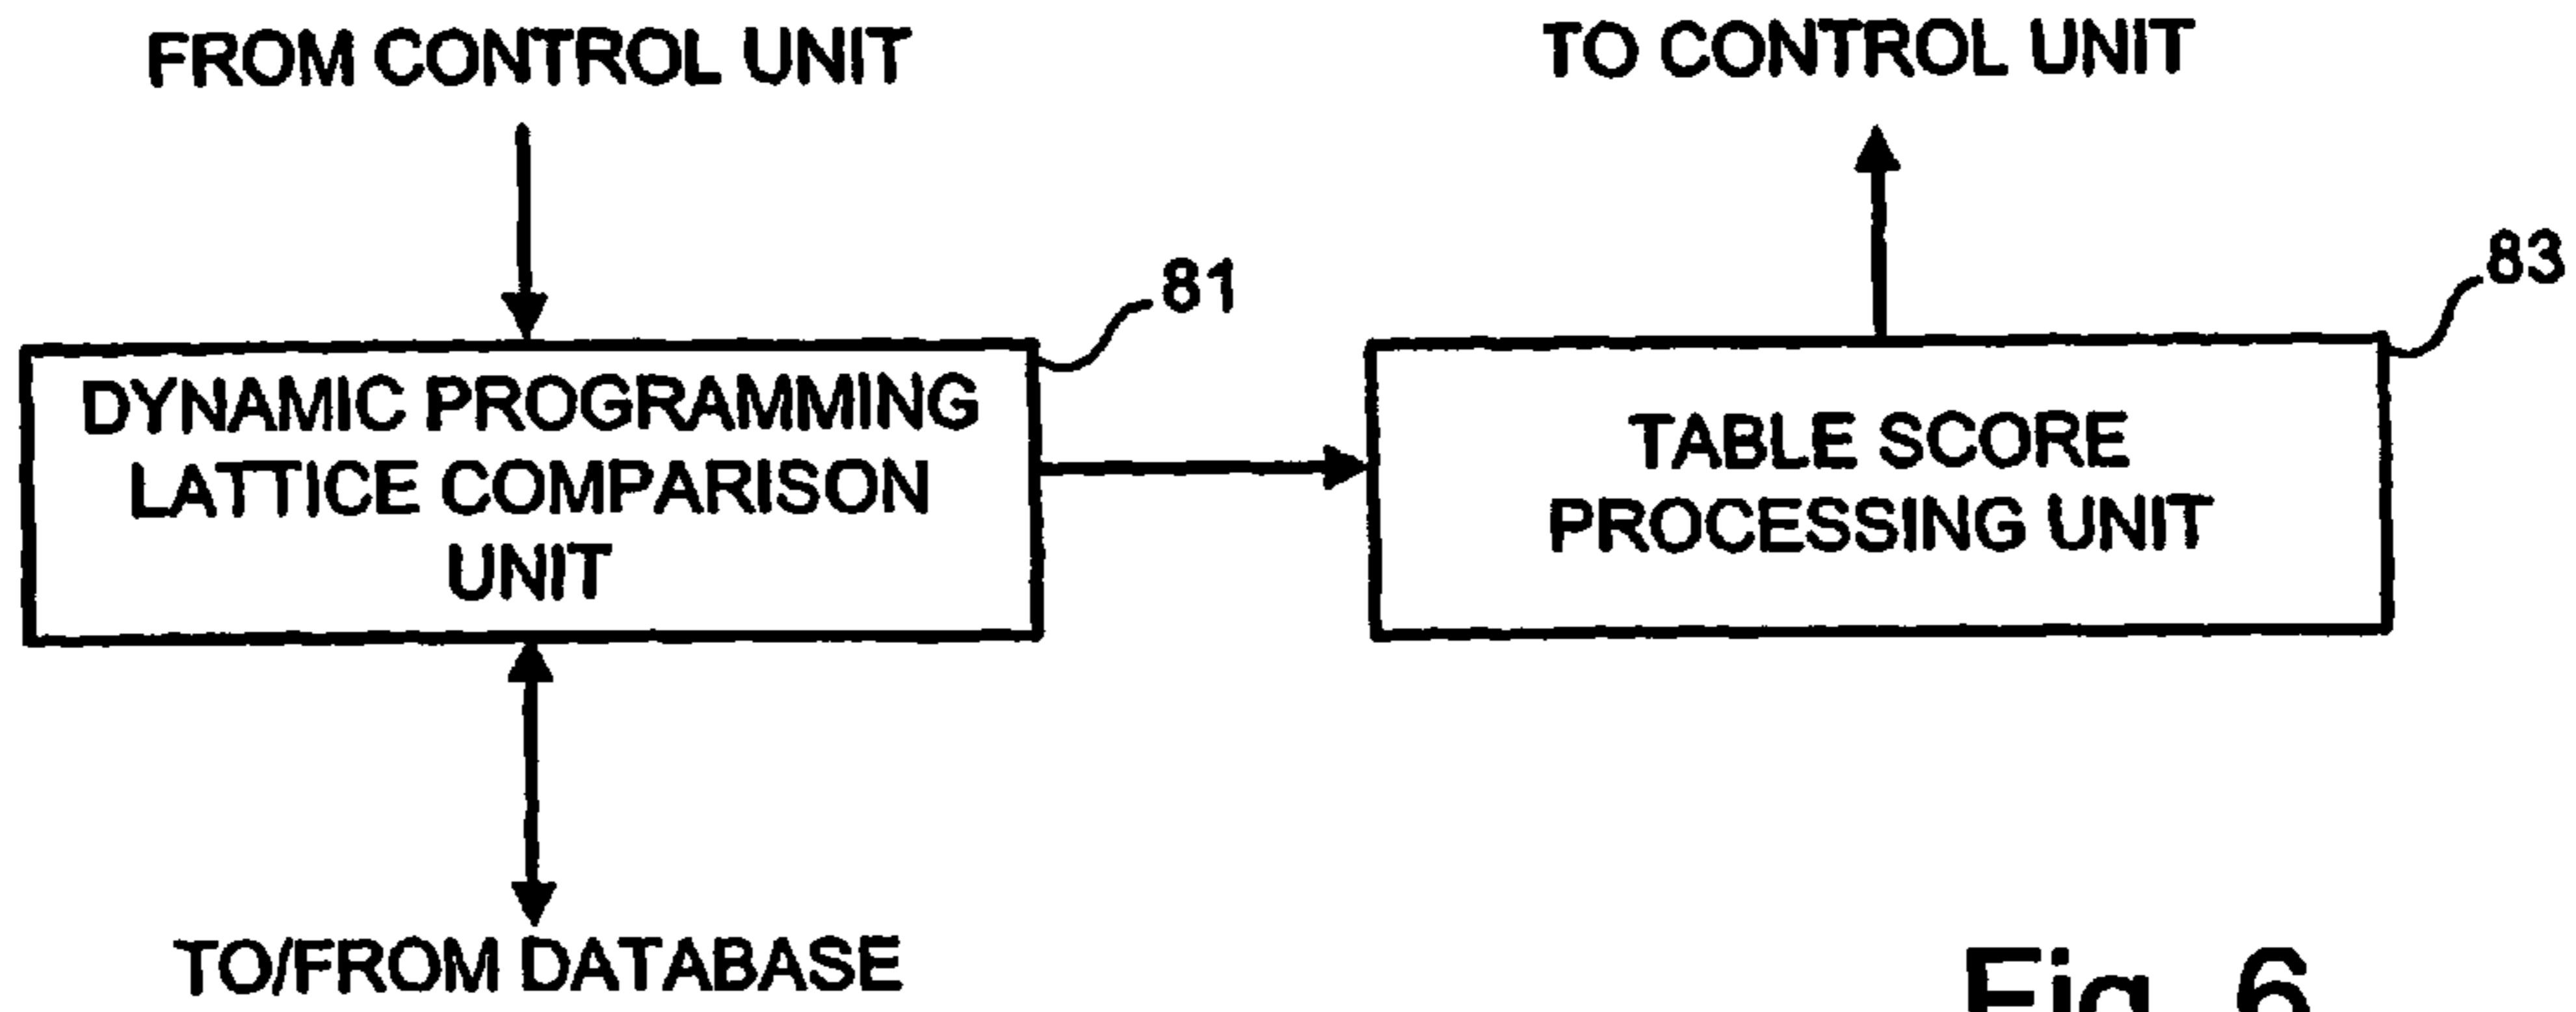 FROM CONTROL UNIT
TO CONTROL UNIT
81
83
DYNAMIC PROGRAMMING
LATTICE COMPARISON
UNIT
TABLE SCORE
PROCESSING UNIT
TO/FROM DATABASE
Fig. 6